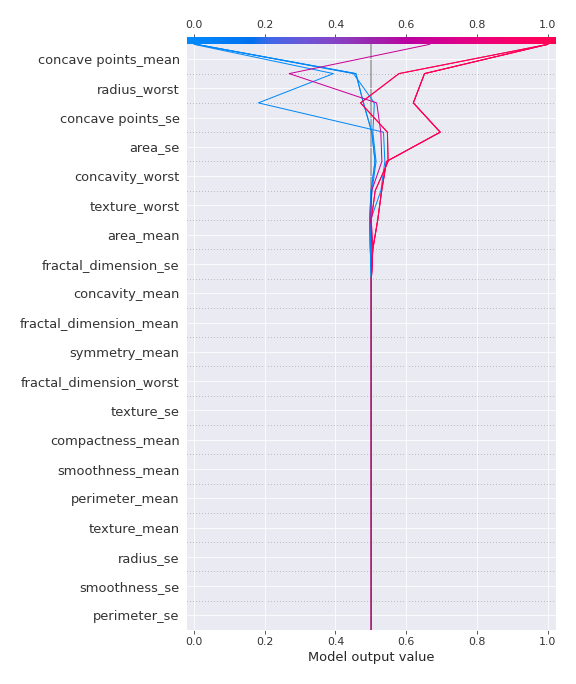 0.0 0.2 0.4 0.6 0.8 1.0
concave points_mean
radius_worst
concave points_se
area_se
concavity_worst
texture_worst
area_mean
fractal_dimension_se
concavity_mean
fractal_dimension_mean
symmetry_mean
fractal_dimension_worst
texture_se
compactness_mean
smoothness_mean
perimeter_mean
texture_mean
radius_se
smoothness_se
perimeter_se
0.0 0.2 0.4 0.6 0.8 1.0
Model output value